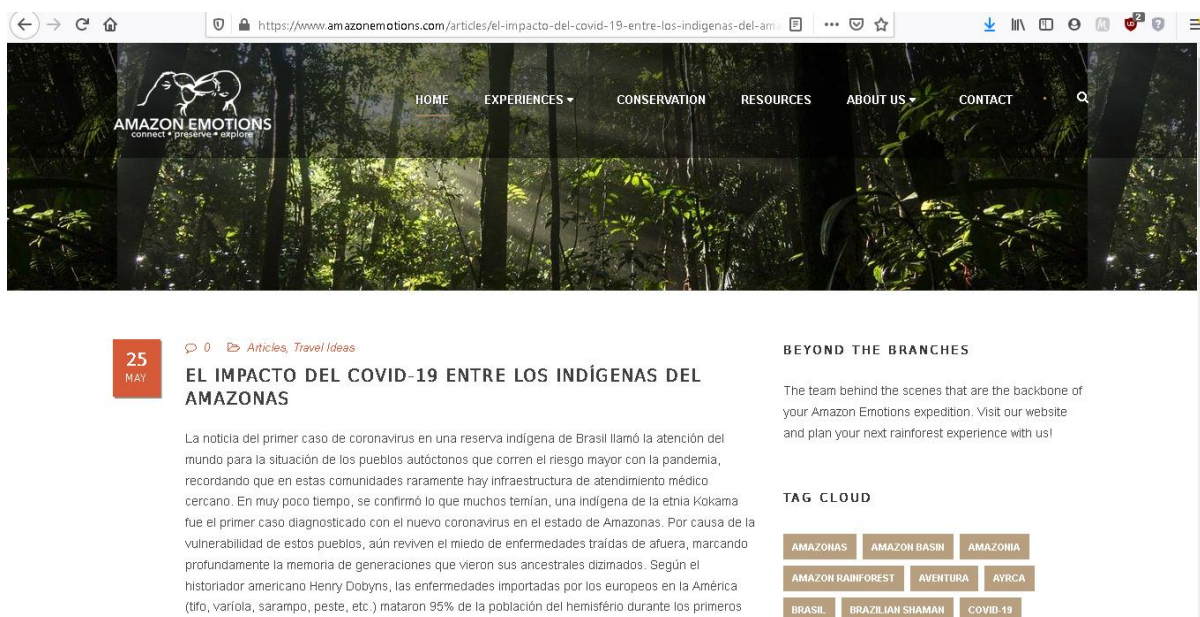 https://www.amazonemotions.com/articles/el-impacto-del-covid-19-entre-los-indigenas-del-ama
2
AMAZON EMOTIONS
connect • preserve • explore
HOME EXPERIENCES CONSERVATION RESOURCES ABOUT US CONTACT
25
MAY
0 Articles, Travel Ideas
EL IMPACTO DEL COVID-19 ENTRE LOS INDÍGENAS DEL
AMAZONAS
La noticia del primer caso de coronavirus en una reserva indígena de Brasil llamó la atención del
mundo para la situación de los pueblos autóctonos que corren el riesgo mayor con la pandemia,
recordando que en estas comunidades raramente hay infraestructura de atendimiento médico
cercano. En muy poco tiempo, se confirmó lo que muchos temían, una indígena de la etnia Kokama
fue el primer caso diagnosticado con el nuevo coronavirus en el estado de Amazonas. Por causa de la
vulnerabilidad de estos pueblos, aún reviven el miedo de enfermedades traídas de afuera, marcando
profundamente la memoria de generaciones que vieron sus ancestrales dizimados. Según el
historiador americano Henry Dobyns, las enfermedades importadas por los europeos en la América
(tifo, varíola, sarampo, peste, etc.) mataron 95% de la población del hemisfério durante los primeros
BEYOND THE BRANCHES
The team behind the scenes that are the backbone of
your Amazon Emotions expedition. Visit our website
and plan your next rainforest experience with us!
TAG CLOUD
AMAZONAS AMAZON BASIN AMAZONIA
AMAZON RAINFOREST AVENTURA AYRCA
BRASIL BRAZILIAN SHAMAN COVID-19